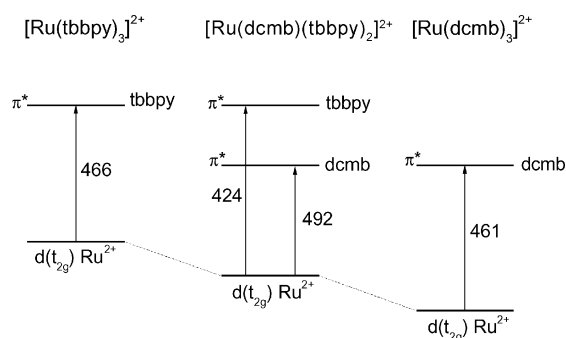 [Ru(tbbpy)₃]²⁺ [Ru(dcmb)(tbbpy)₂]²⁺ [Ru(dcmb)₃]²⁺
π* tbbpy π* tbbpy
π* dcmb π* dcmb
466 424 492 461
d(t₂g) Ru²⁺
d(t₂g) Ru²⁺
d(t₂g) Ru²⁺